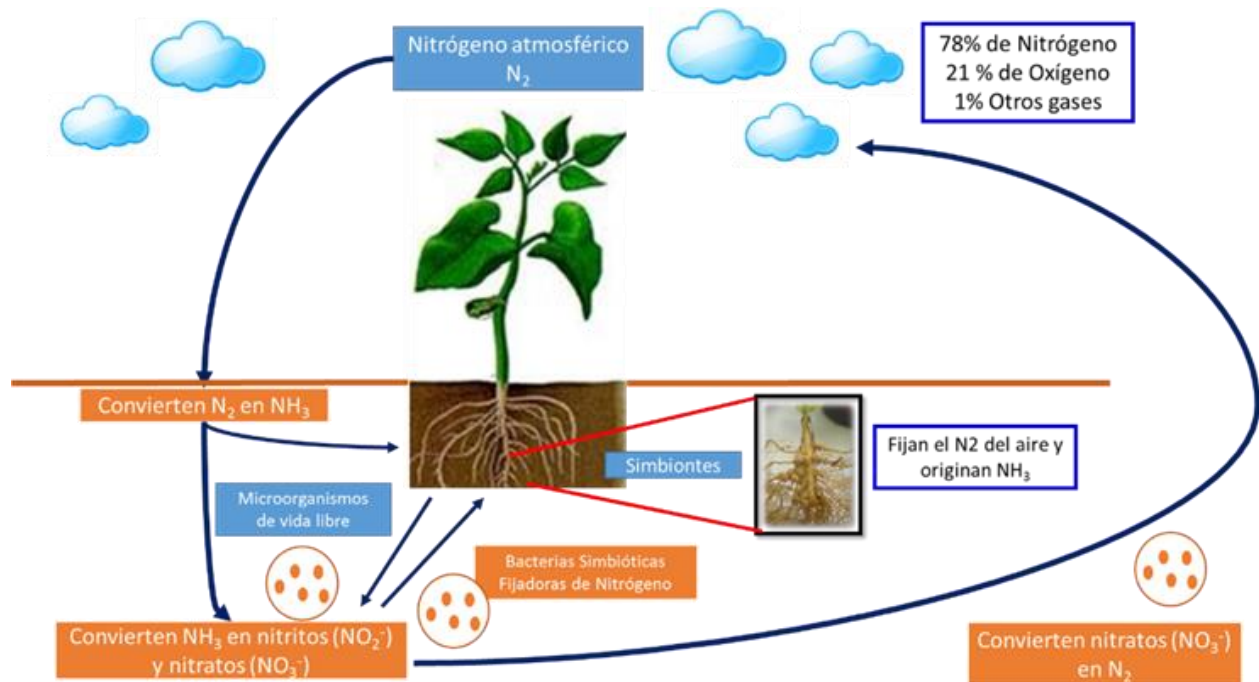 Nitrógeno atmosférico
N₂
78% de Nitrógeno
21 % de Oxígeno
1% Otros gases
Convierten N₂ en NH₃
Simbiontes
Fijan el N2 del aire y
originan NH₃
Microorganismos
de vida libre
Bacterias Simbióticas
Fijadoras de Nitrógeno
Convierten NH₃ en nitritos (NO₂⁻)
y nitratos (NO₃⁻)
Convierten nitratos (NO₃⁻)
en N₂